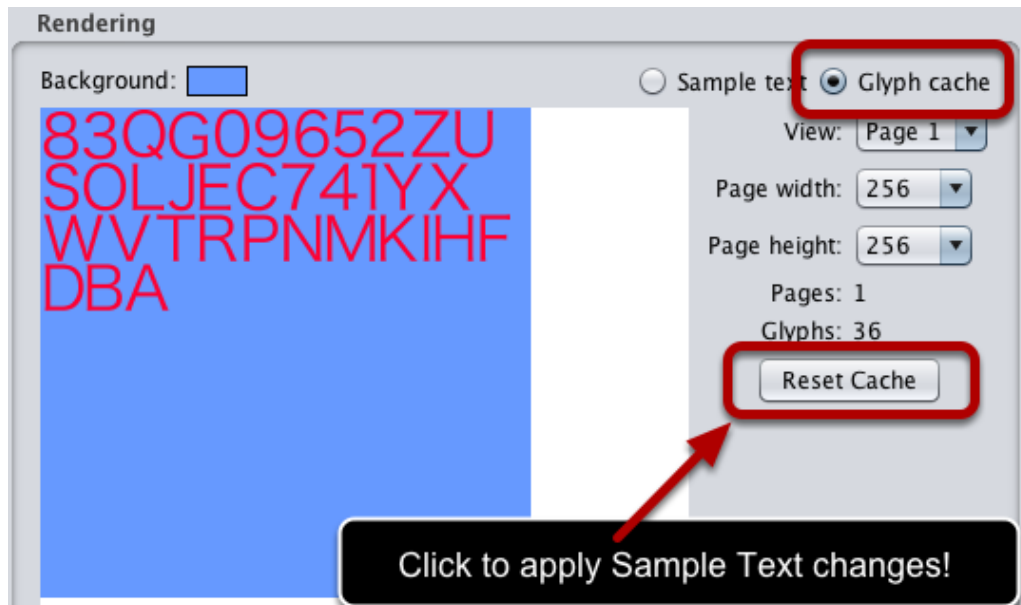 Rendering
Background:
Sample text
Glyph cache
83QG09652ZU
SOLJEC741YX
WVTRPNMKIHF
DBA
View: Page 1
Page width: 256
Page height: 256
Pages: 1
Glyphs: 36
Reset Cache
Click to apply Sample Text changes!